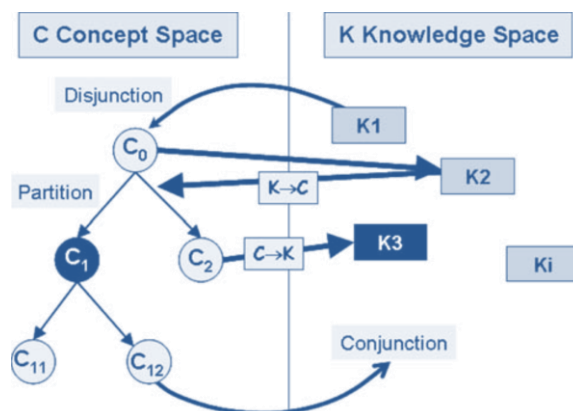 C Concept Space
K Knowledge Space
Disjunction
K1
C0
K2
Partition
K→C
C1
C2
C→K
K3
Ki
C11
C12
Conjunction